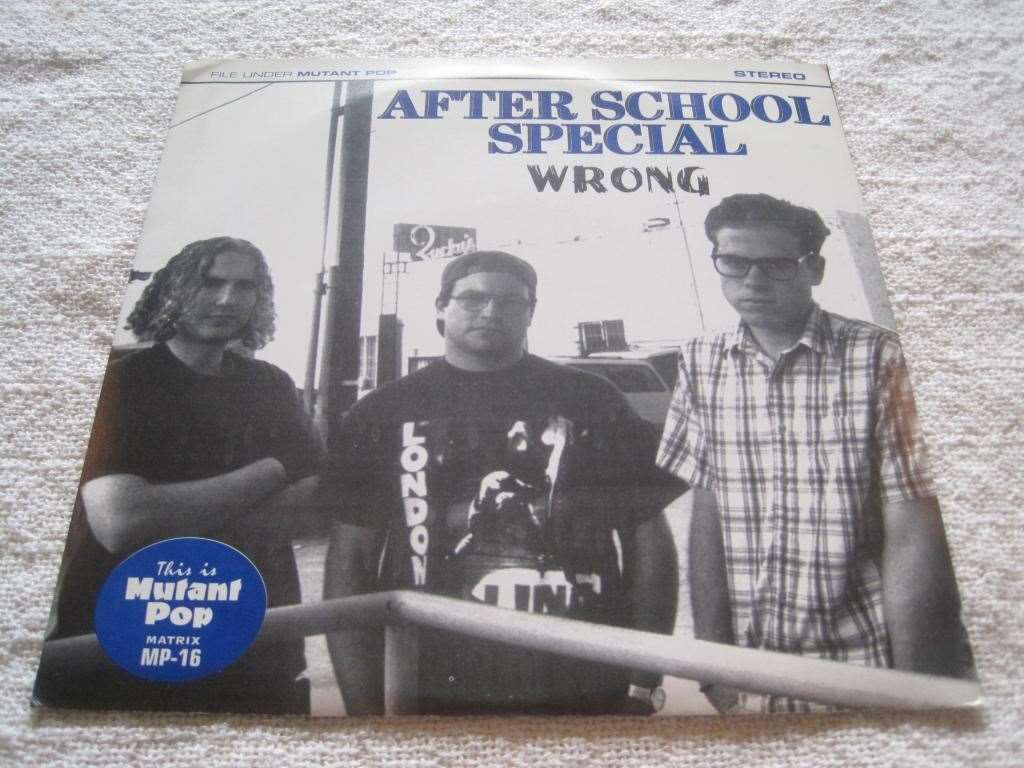 FILE UNDER MUTANT POP
STEREO
AFTER SCHOOL
SPECIAL
WRONG
LONDON
This is
Mutant
Pop
MATRIX
MP-16